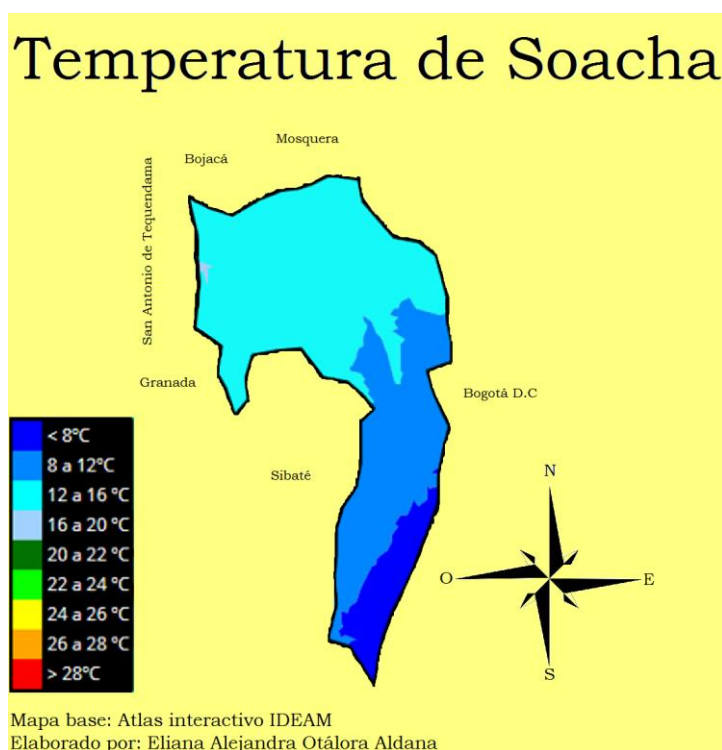 Temperatura de Soacha
Mosquera
Bojacá
San Antonio de Tequendama
Granada
Bogotá D.C
Sibaté
< 8°C
8 a 12°C
12 a 16 °C
16 a 20 °C
20 a 22 °C
22 a 24 °C
24 a 26 °C
26 a 28 °C
> 28°C
N
O
E
S
Mapa base: Atlas interactivo IDEAM
Elaborado por: Eliana Alejandra Otálora Aldana